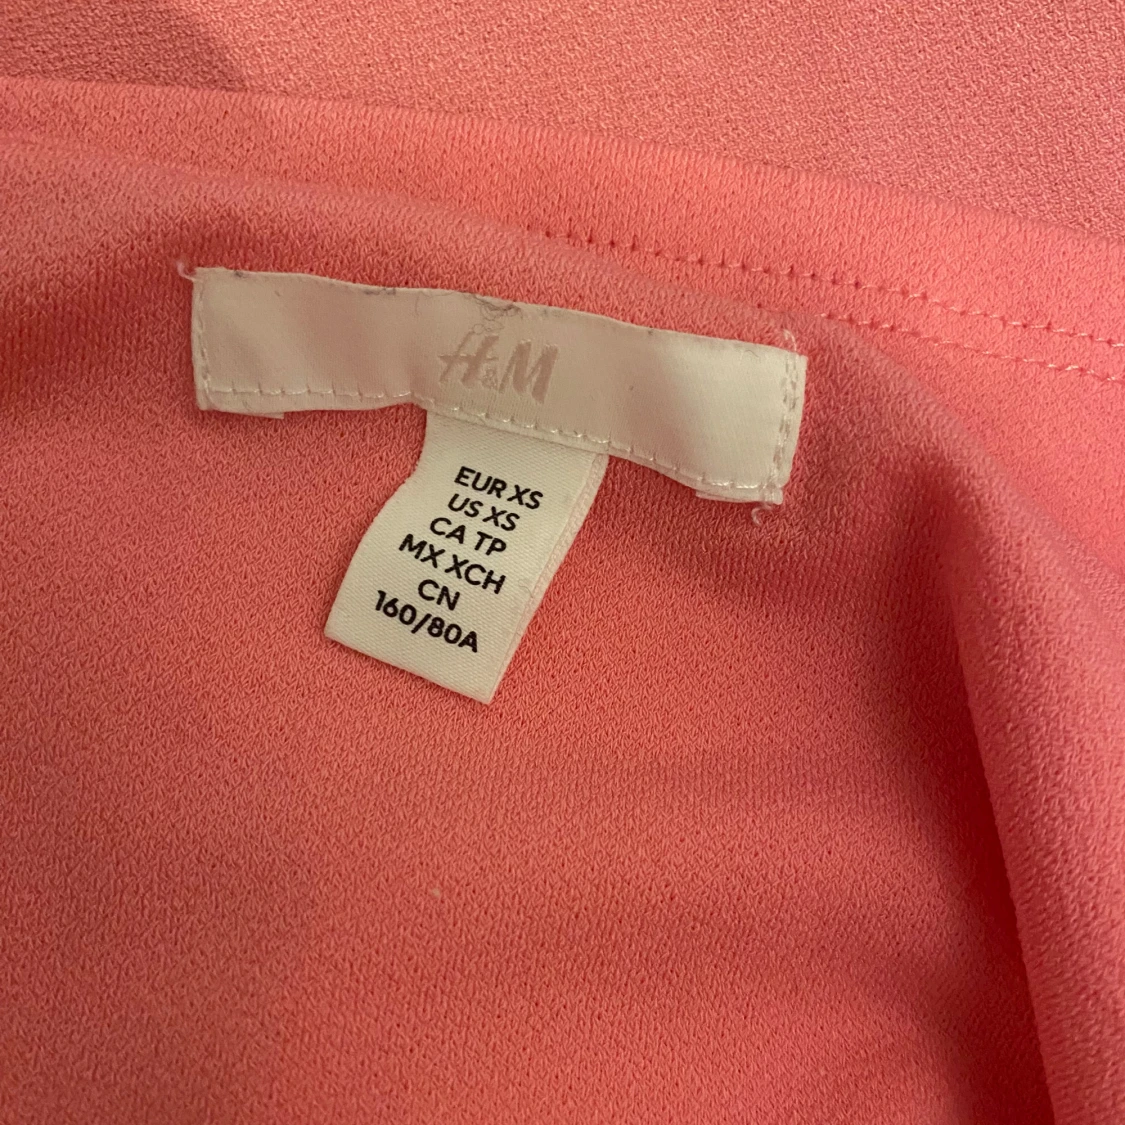 H&M
EUR XS
US XS
CA TP
MX XCH
CN
160/80A